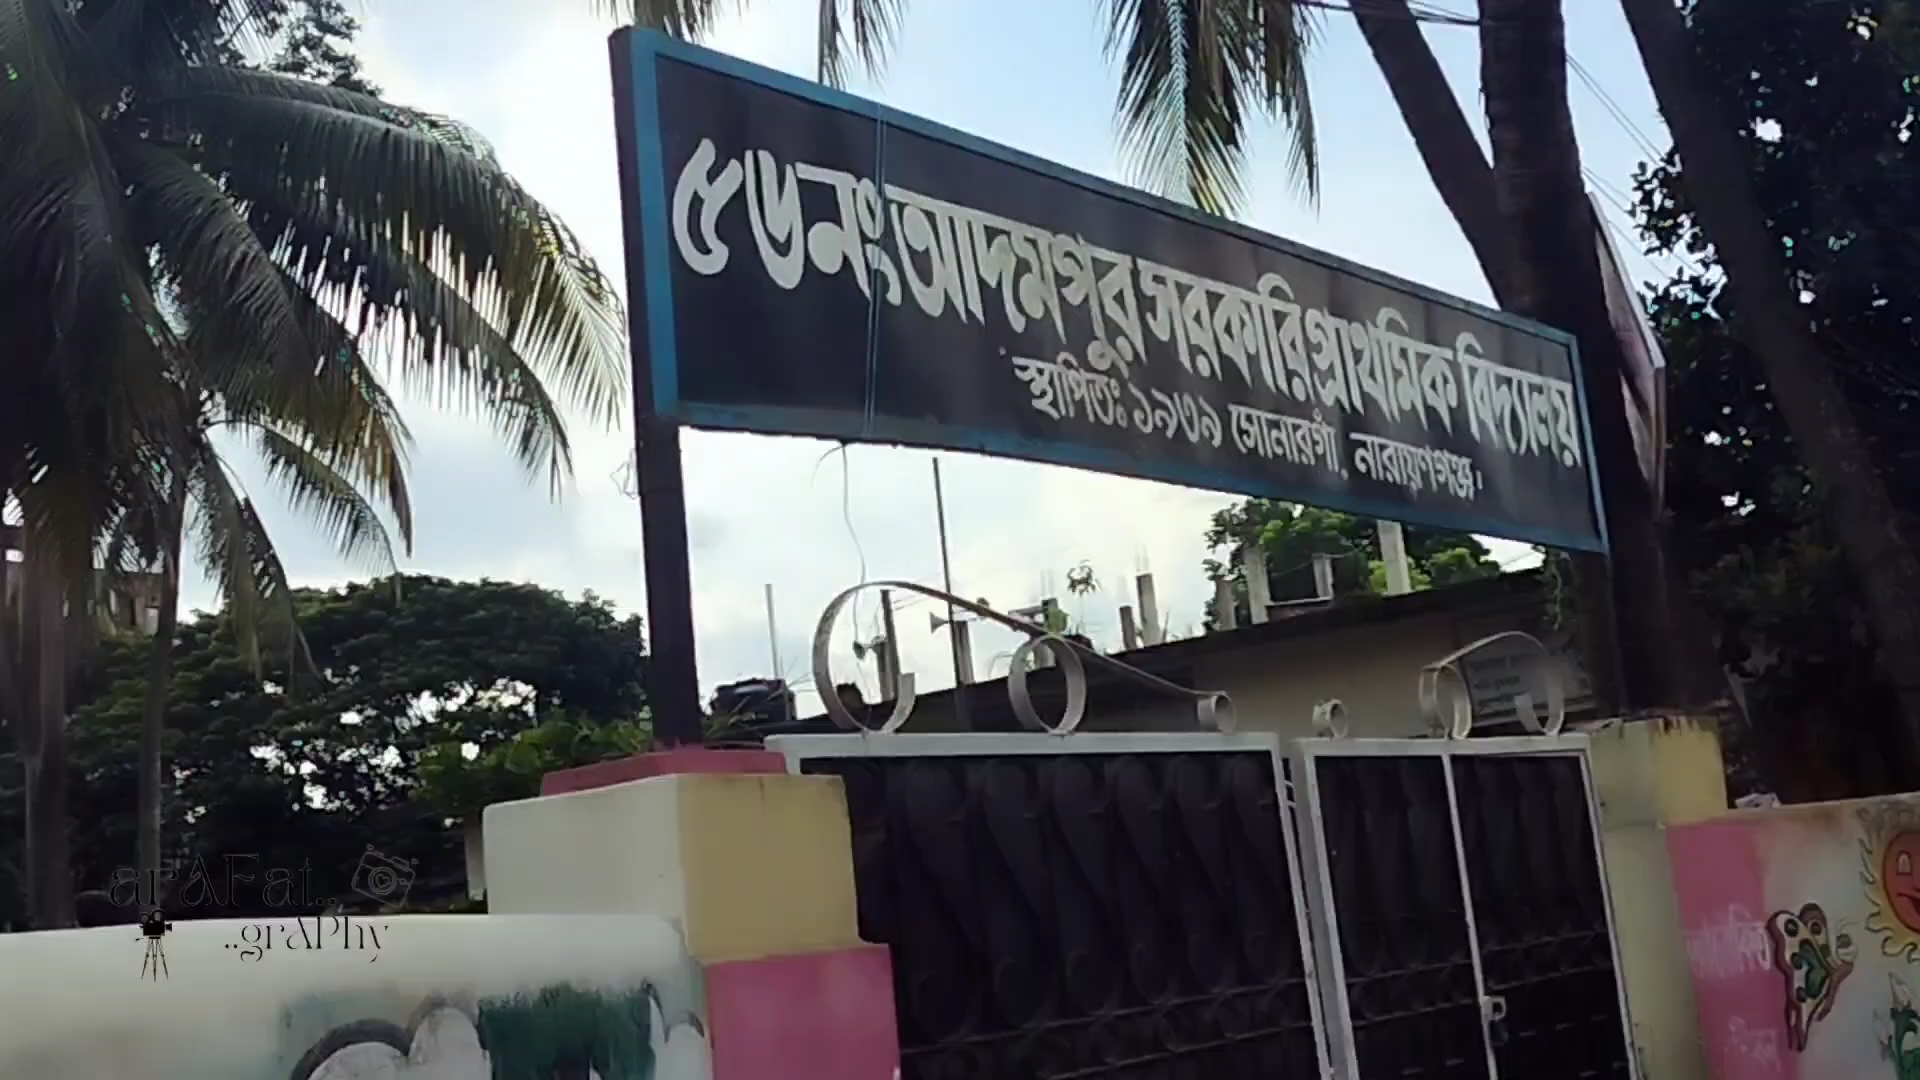 ৫৬নং আদমপুর সরকারি প্রাথমিক বিদ্যালয়
স্থাপিতঃ ১৯৩৯ সোনারগাঁ, নারায়ণগঞ্জ।
arAFat..
..grAPhy